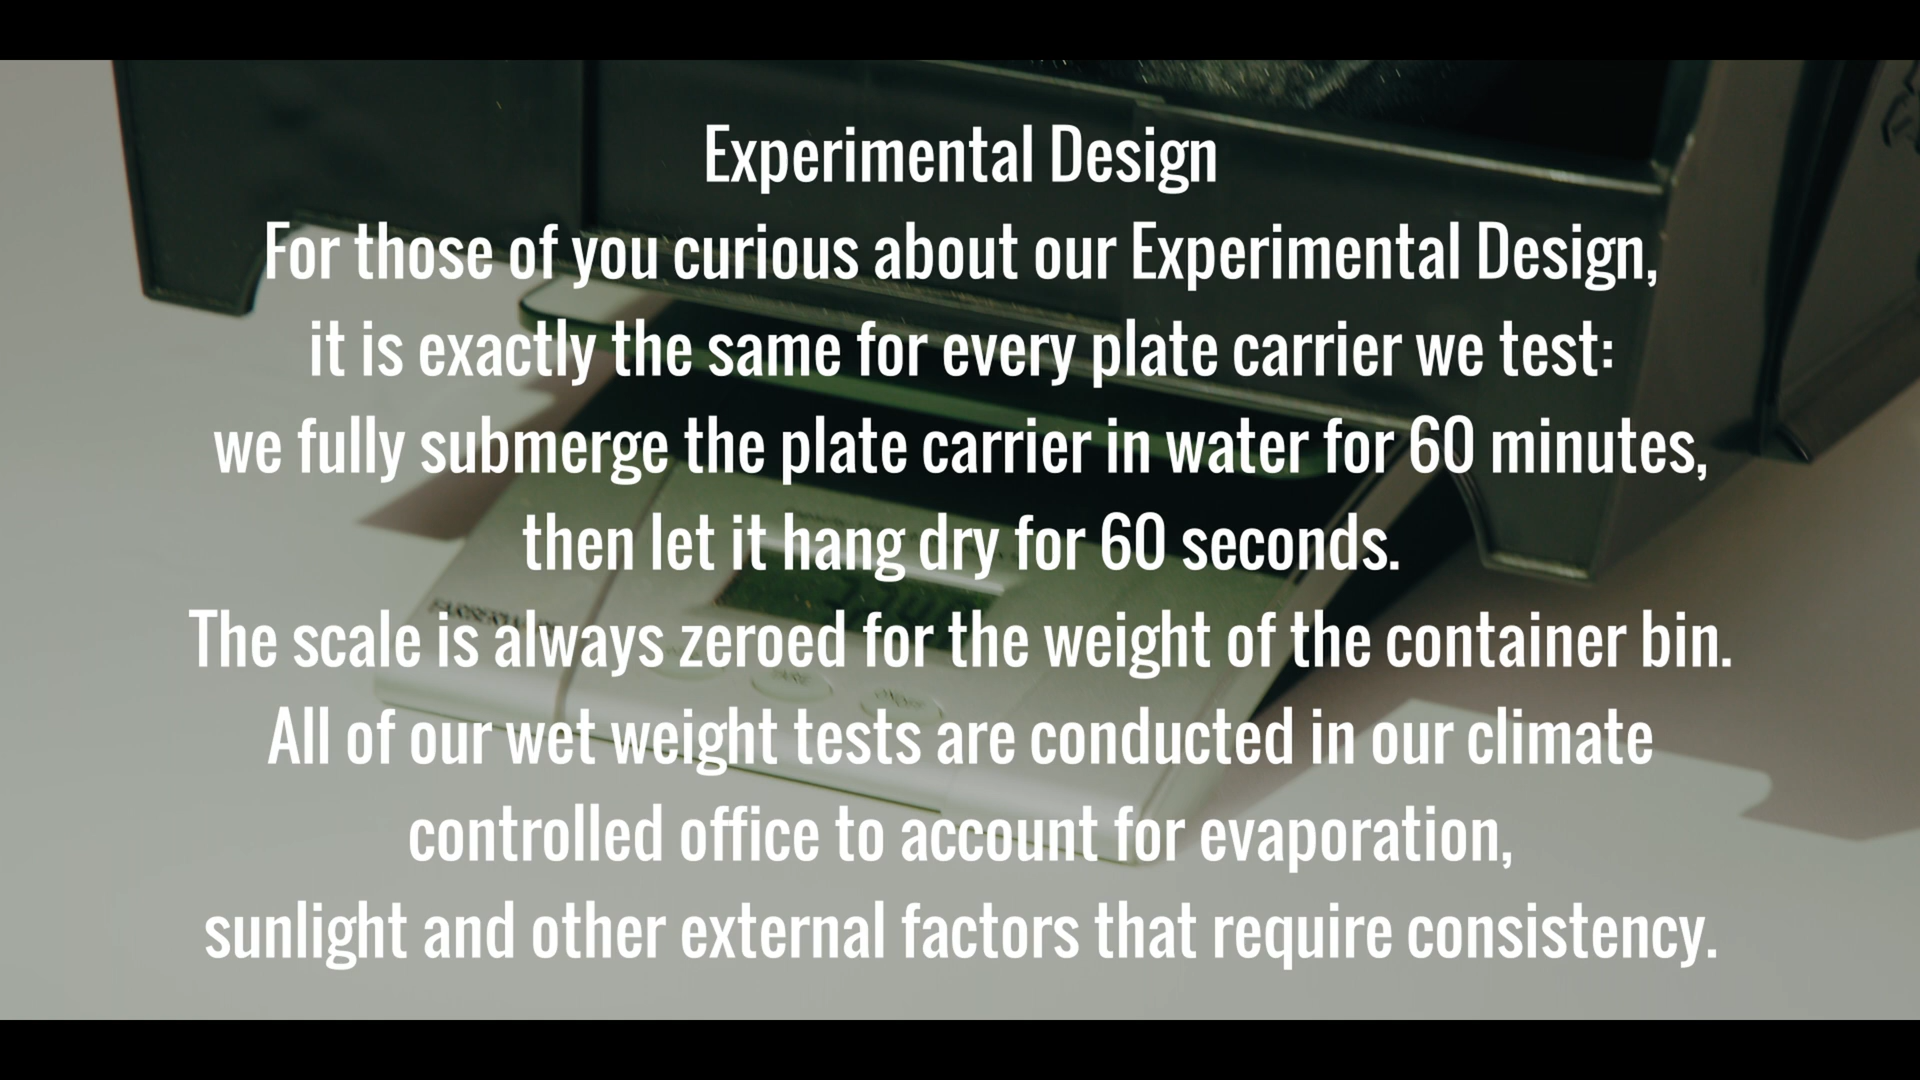 Experimental Design
For those of you curious about our Experimental Design,
it is exactly the same for every plate carrier we test:
we fully submerge the plate carrier in water for 60 minutes,
then let it hang dry for 60 seconds.
The scale is always zeroed for the weight of the container bin.
All of our wet weight tests are conducted in our climate
controlled office to account for evaporation,
sunlight and other external factors that require consistency.